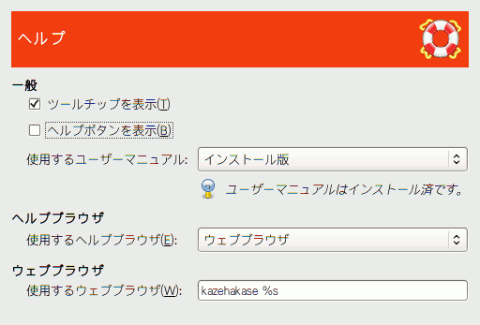 ヘルプ
一般
ツールチップを表示(T)
ヘルプボタンを表示(B)
使用するユーザーマニュアル: インストール版
ユーザーマニュアルはインストール済です。
ヘルプブラウザ
使用するヘルプブラウザ(E): ウェブブラウザ
ウェブブラウザ
使用するウェブブラウザ(W): kazehakase %s